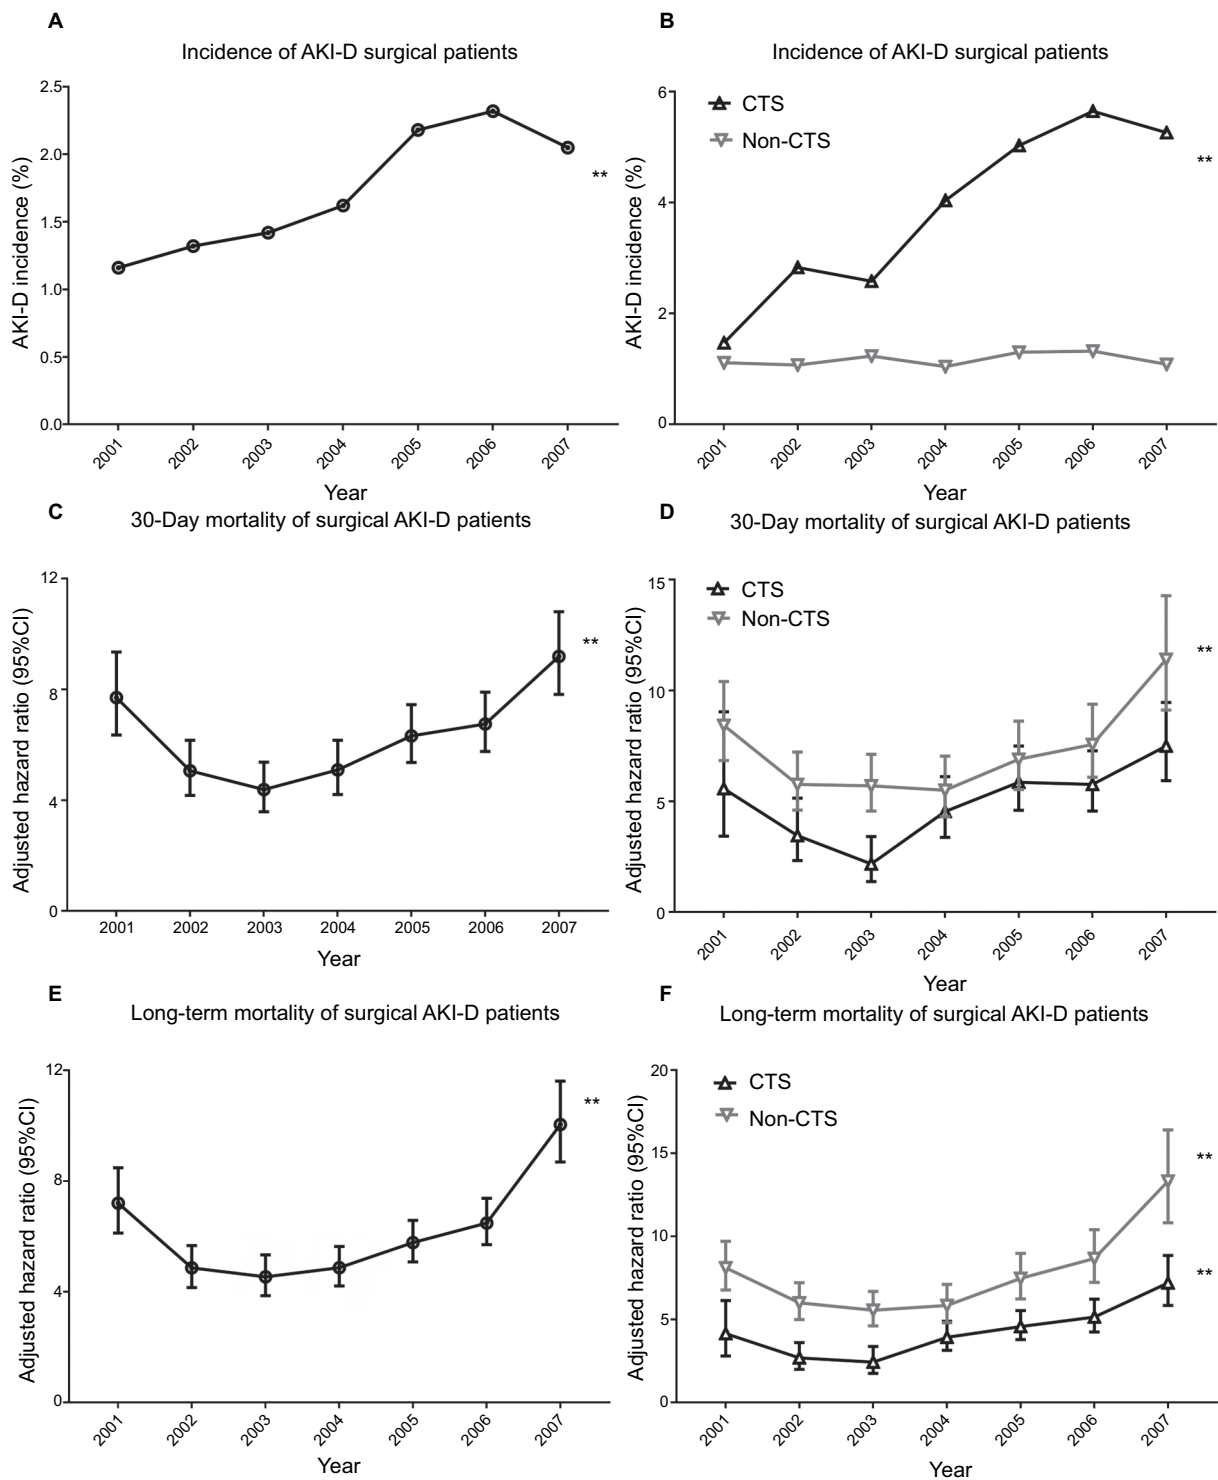 A
Incidence of AKI-D surgical patients
AKI-D incidence (%)
2.5
2.0
1.5
1.0
0.5
0.0
**
2001
2002
2003
2004
2005
2006
2007
Year
B
Incidence of AKI-D surgical patients
AKI-D incidence (%)
6
4
2
0
CTS
Non-CTS
**
2001
2002
2003
2004
2005
2006
2007
Year
C
30-Day mortality of surgical AKI-D patients
Adjusted hazard ratio (95%CI)
12
8
4
0
**
2001
2002
2003
2004
2005
2006
2007
Year
D
30-Day mortality of surgical AKI-D patients
Adjusted hazard ratio (95%CI)
15
10
5
0
CTS
Non-CTS
**
2001
2002
2003
2004
2005
2006
2007
Year
E
Long-term mortality of surgical AKI-D patients
Adjusted hazard ratio (95%CI)
12
8
4
0
**
2001
2002
2003
2004
2005
2006
2007
Year
F
Long-term mortality of surgical AKI-D patients
Adjusted hazard ratio (95%CI)
20
15
10
5
0
CTS
Non-CTS
**
**
2001
2002
2003
2004
2005
2006
2007
Year